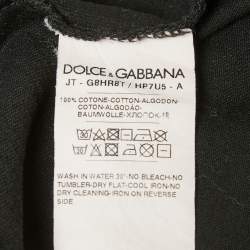 DOLCE & GABBANA
JT - G8HR8T / HP7U5 - A
100% COTONE-COTTON-ALGODON-
COTON-ALGODÃO-
BAUMWOLLE-ХЛОПОК-
WASH IN WATER 30°-NO BLEACH-NO
TUMBLER-DRY FLAT-COOL IRON-NO
DRY CLEANING-IRON ON REVERSE
SIDE